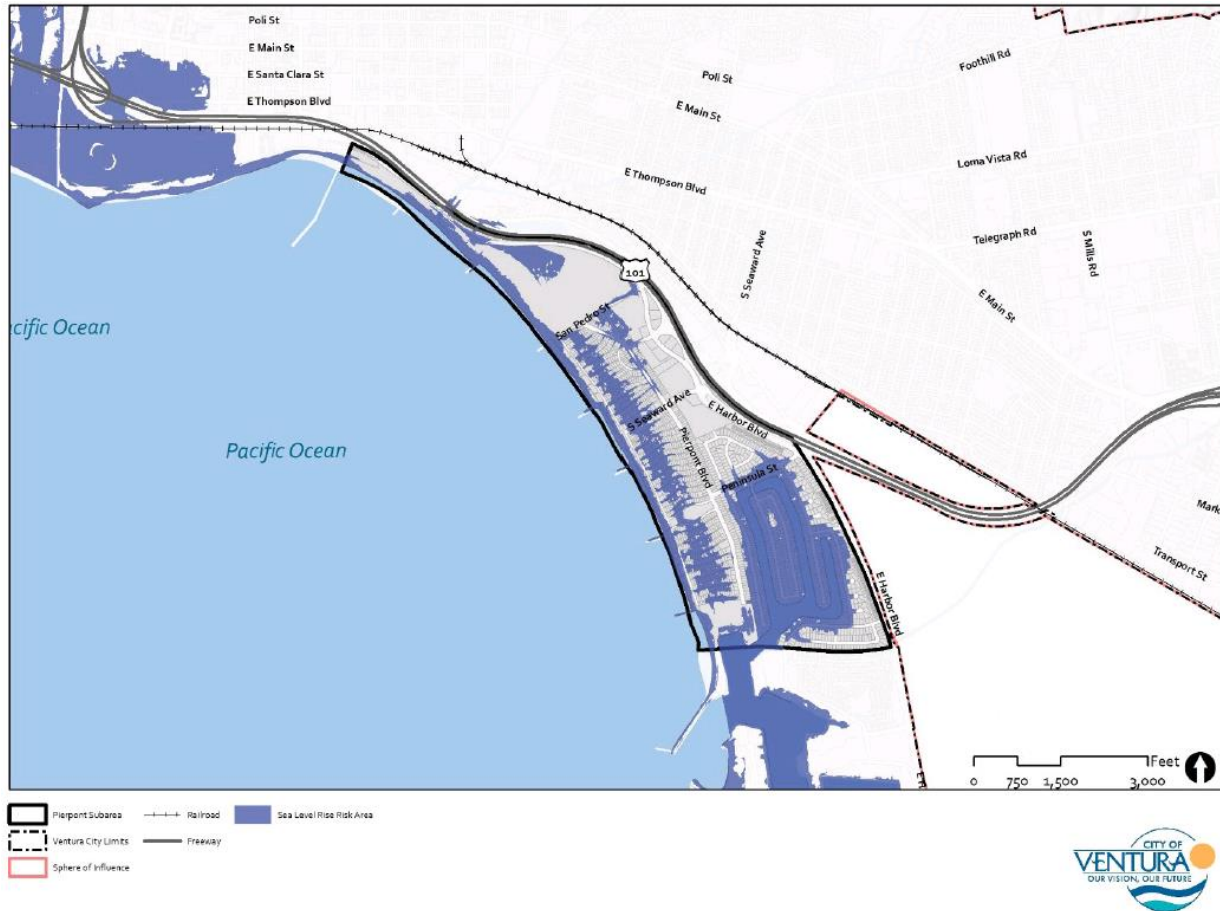 Poli St
E Main St
E Santa Clara St
E Thompson Blvd
Poli St
E Main St
Foothill Rd
Loma Vista Rd
E Thompson Blvd
S Seaward Ave
Telegraph Rd
S Mills Rd
E Main St
101
San Pedro St
cific Ocean
Pacific Ocean
S Seaward Ave
E Harbor Blvd
Pierpont Blvd
Peninsula St
Mark
Transport St
E Harbor Blvd
Feet
0 750 1,500 3,000
Pierpont Subarea
Railroad
Sea Level Rise Risk Area
Ventura City Limits
Freeway
Sphere of Influence
CITY OF
VENTURA
OUR VISION, OUR FUTURE